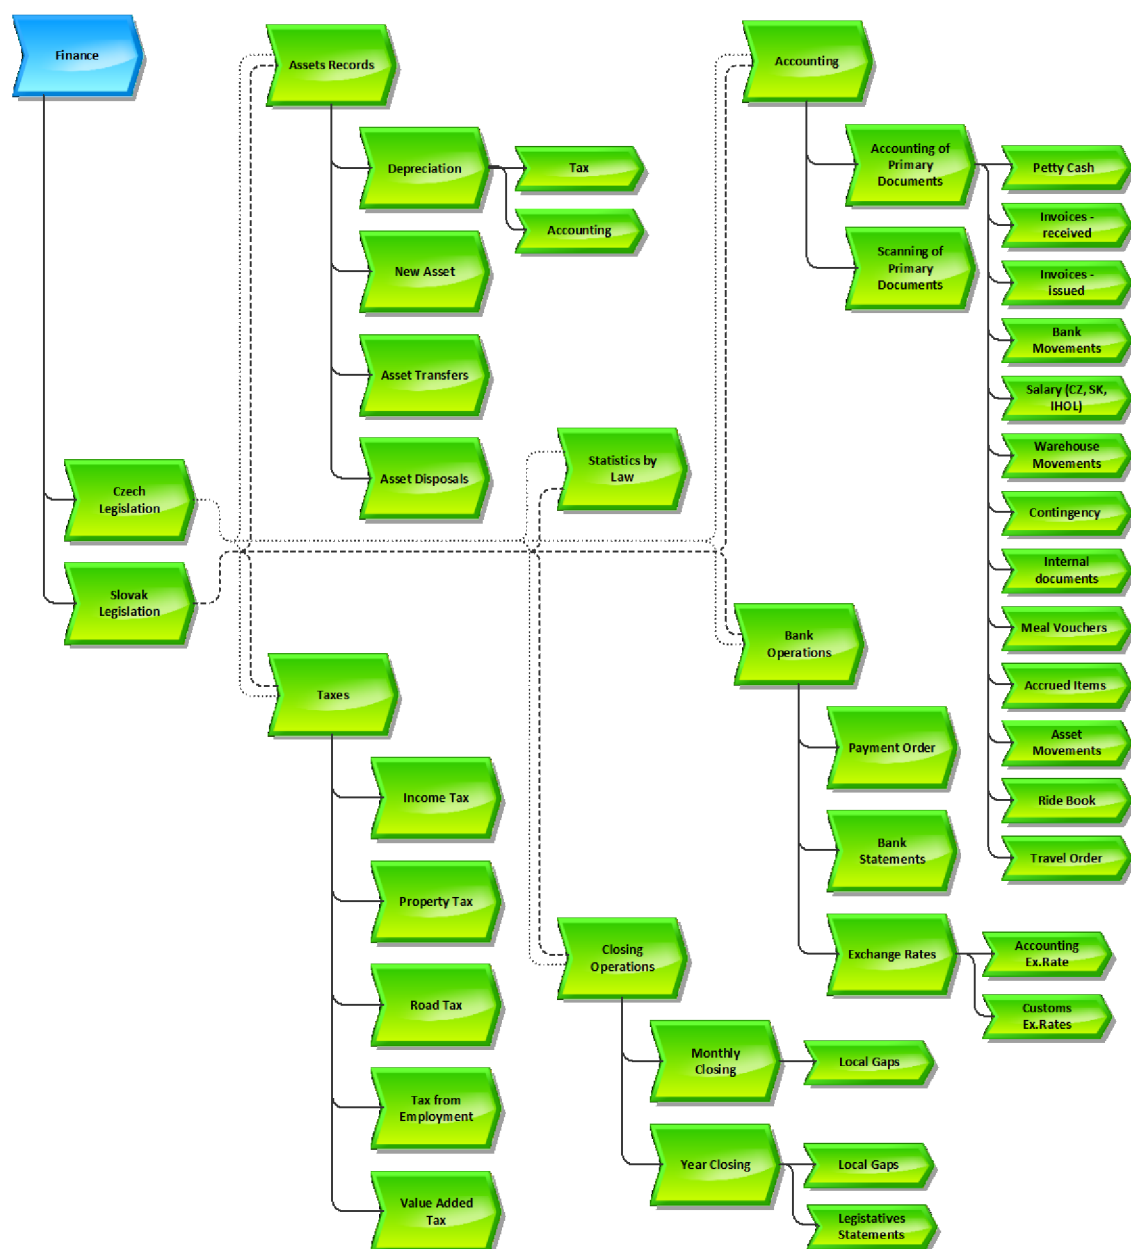 Finance
Czech
Legislation
Slovak
Legislation
Assets Records
Depreciation
Tax
Accounting
New Asset
Asset Transfers
Asset Disposals
Taxes
Income Tax
Property Tax
Road Tax
Tax from
Employment
Value Added
Tax
Statistics by
Law
Closing
Operations
Monthly
Closing
Local Gaps
Year Closing
Local Gaps
Legistatives
Statements
Accounting
Accounting of
Primary
Documents
Petty Cash
Invoices -
received
Invoices -
issued
Bank
Movements
Salary (CZ, SK,
IHOL)
Warehouse
Movements
Contingency
Internal
documents
Meal Vouchers
Accrued Items
Asset
Movements
Ride Book
Travel Order
Scanning of
Primary
Documents
Bank
Operations
Payment Order
Bank
Statements
Exchange Rates
Accounting
Ex.Rate
Customs
Ex.Rates